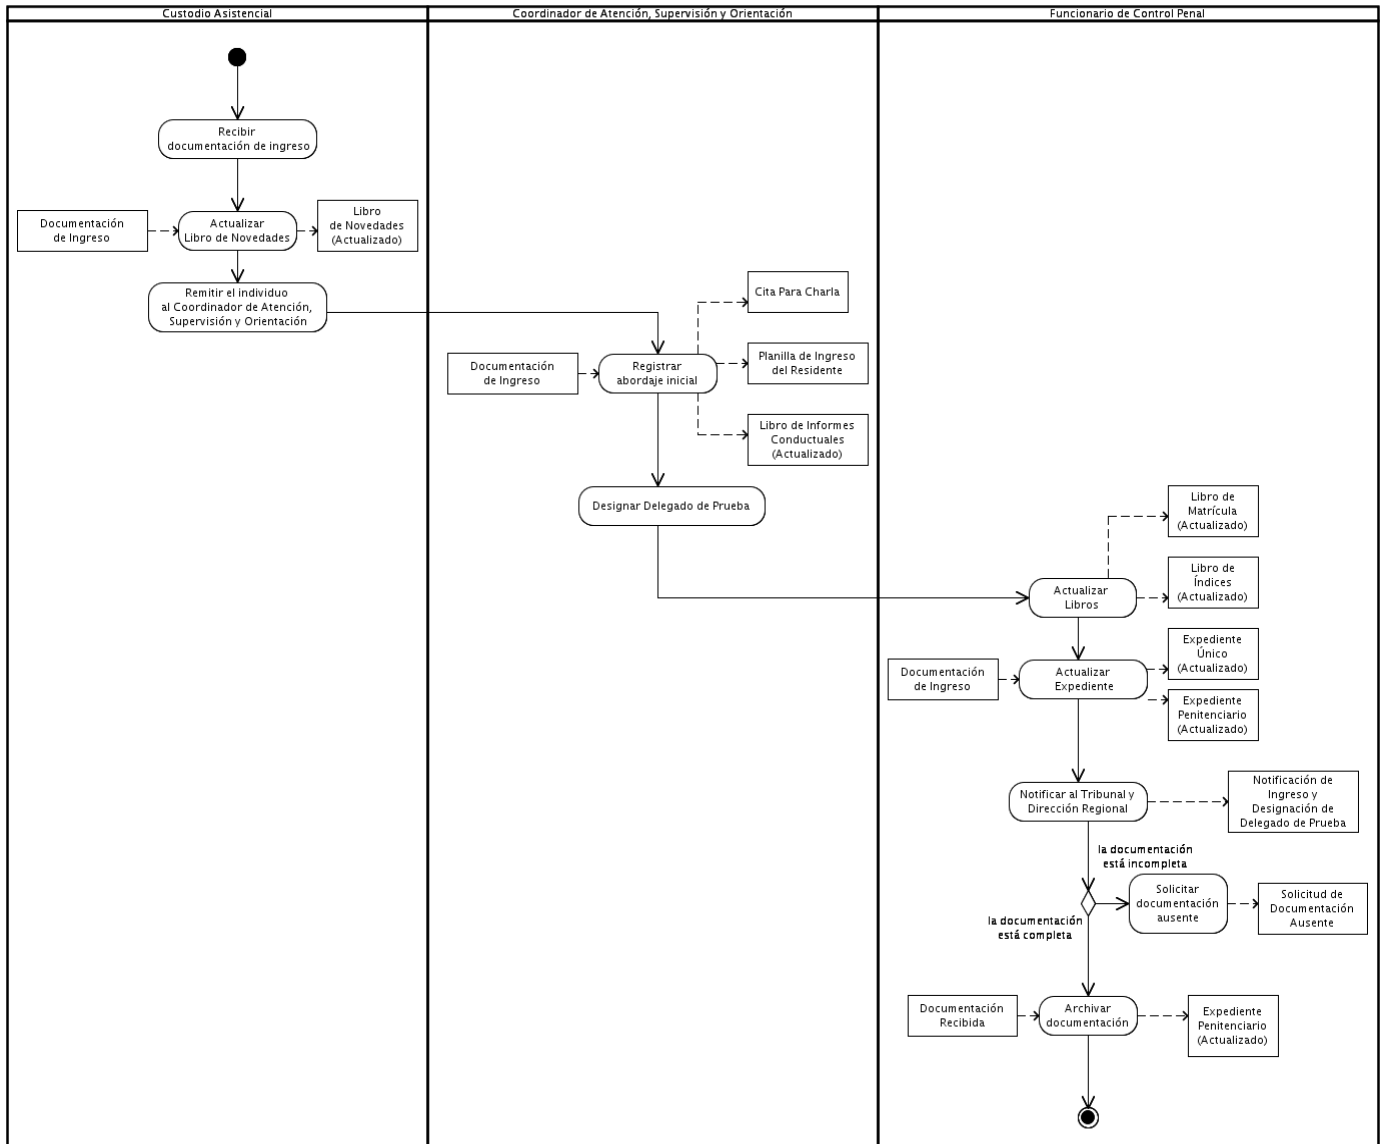 Custodio Asistencial
Coordinador de Atención, Supervisión y Orientación
Funcionario de Control Penal
Recibir
documentación de ingreso
Documentación
de Ingreso
Actualizar
Libro de Novedades
Libro
de Novedades
(Actualizado)
Remitir el individuo
al Coordinador de Atención,
Supervisión y Orientación
Cita Para Charla
Documentación
de Ingreso
Registrar
abordaje inicial
Planilla de Ingreso
del Residente
Libro de Informes
Conductuales
(Actualizado)
Designar Delegado de Prueba
Libro de
Matrícula
(Actualizado)
Actualizar
Libros
Libro de
Índices
(Actualizado)
Documentación
de Ingreso
Actualizar
Expediente
Expediente
Único
(Actualizado)
Expediente
Penitenciario
(Actualizado)
Notificar al Tribunal y
Dirección Regional
Notificación de
Ingreso y
Designación de
Delegado de Prueba
la documentación
está incompleta
Solicitar
documentación
ausente
Solicitud de
Documentación
Ausente
la documentación
está completa
Documentación
Recibida
Archivar
documentación
Expediente
Penitenciario
(Actualizado)